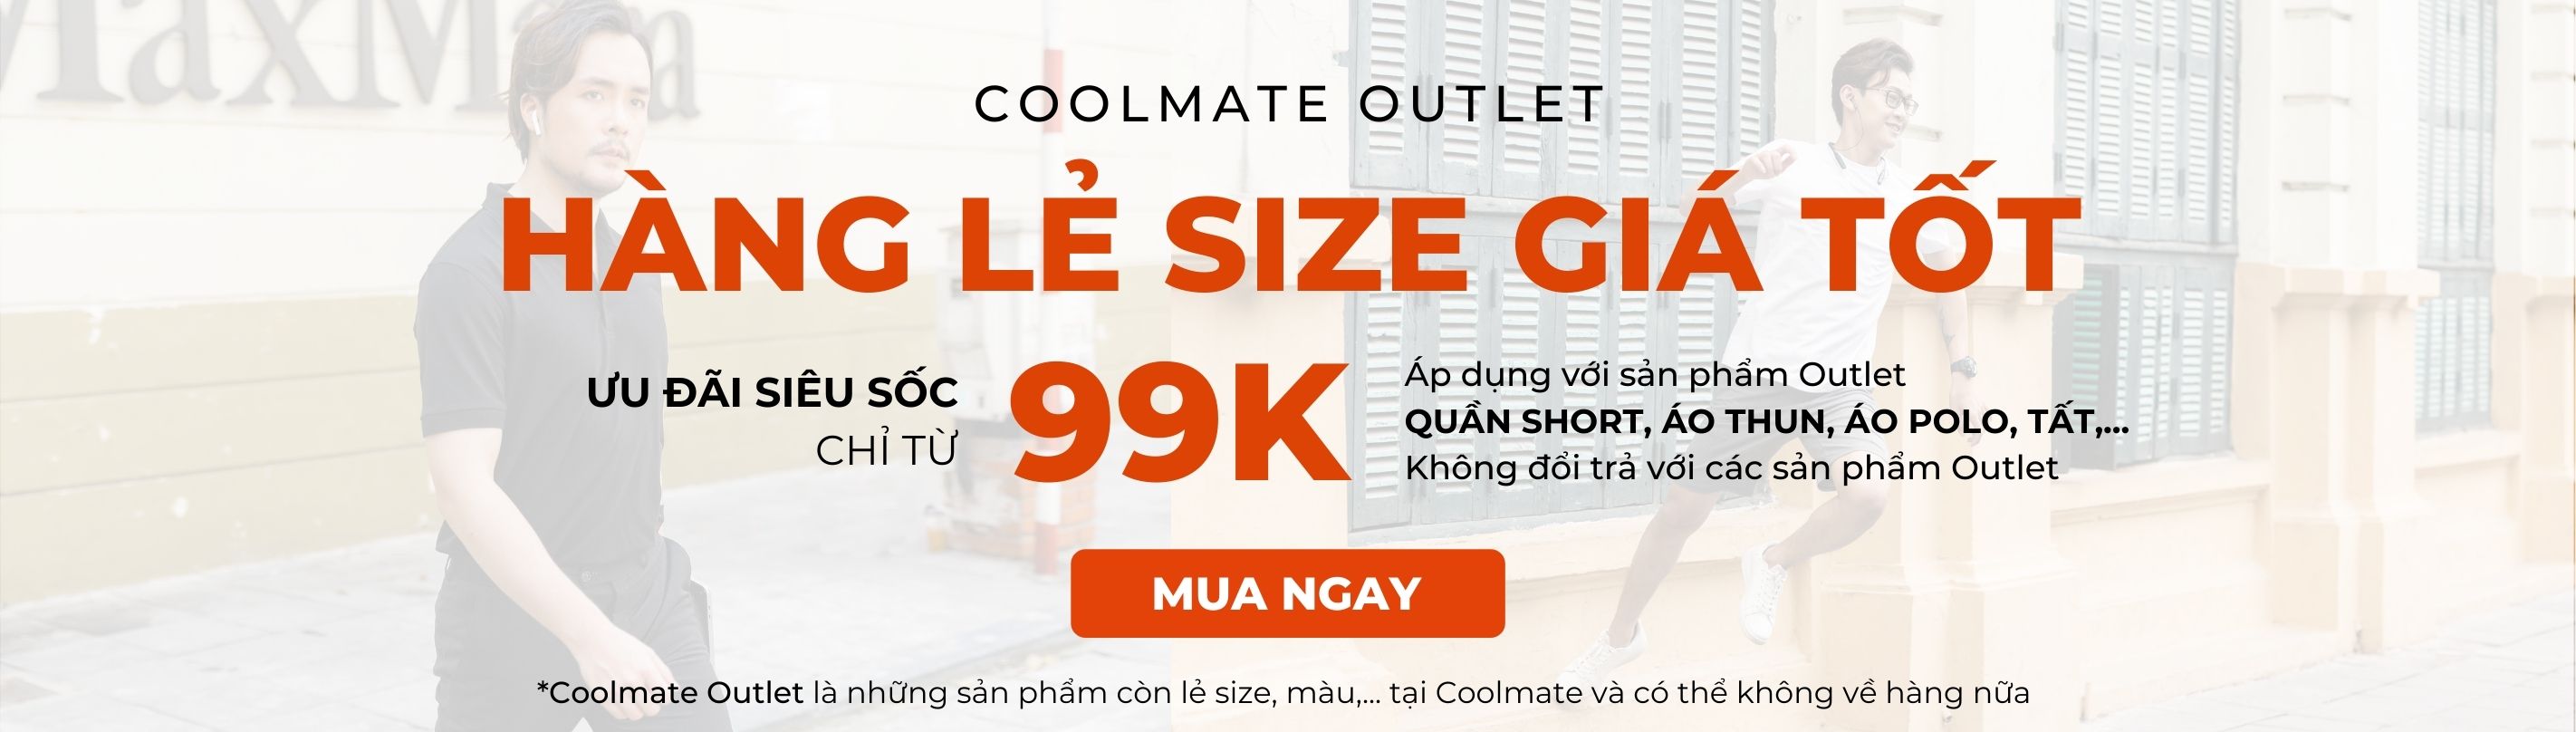 MaxMara
COOLMATE OUTLET
HÀNG LẺ SIZE GIÁ TỐT
ƯU ĐÃI SIÊU SỐC
CHỈ TỪ
99K
Áp dụng với sản phẩm Outlet
QUẦN SHORT, ÁO THUN, ÁO POLO, TẤT,...
Không đổi trả với các sản phẩm Outlet
MUA NGAY
*Coolmate Outlet là những sản phẩm còn lẻ size, màu,... tại Coolmate và có thể không về hàng nữa